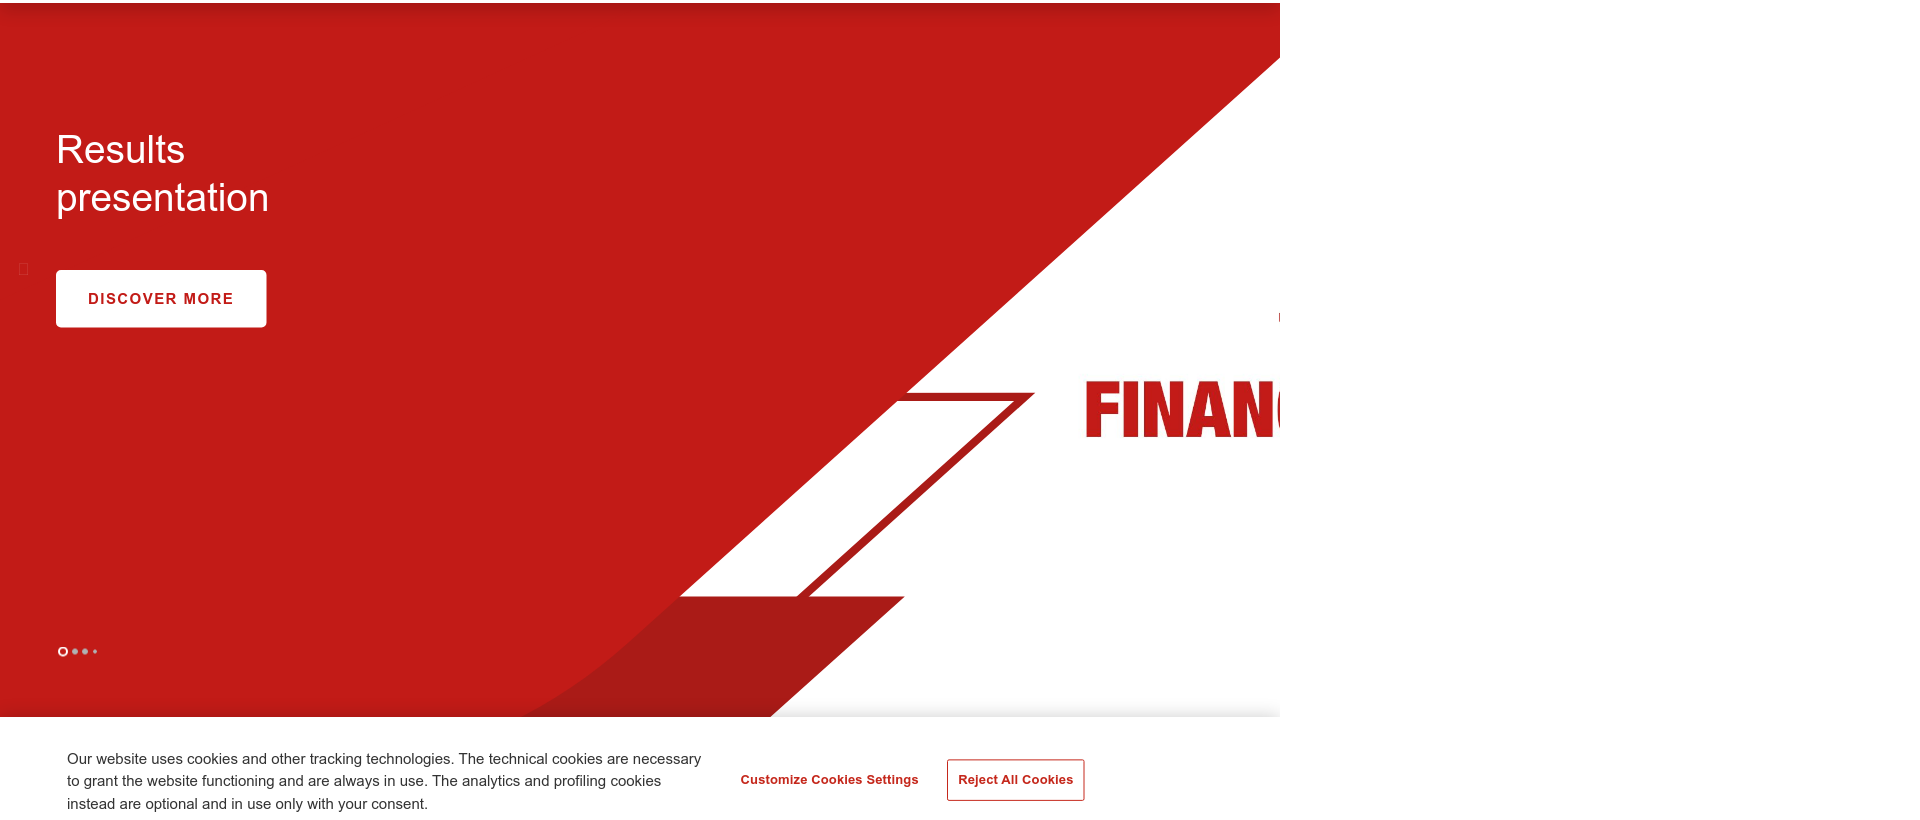 Results
presentation
DISCOVER MORE
Our website uses cookies and other tracking technologies. The technical cookies are necessary
to grant the website functioning and are always in use. The analytics and profiling cookies
instead are optional and in use only with your consent.
Customize Cookies Settings
Reject All Cookies